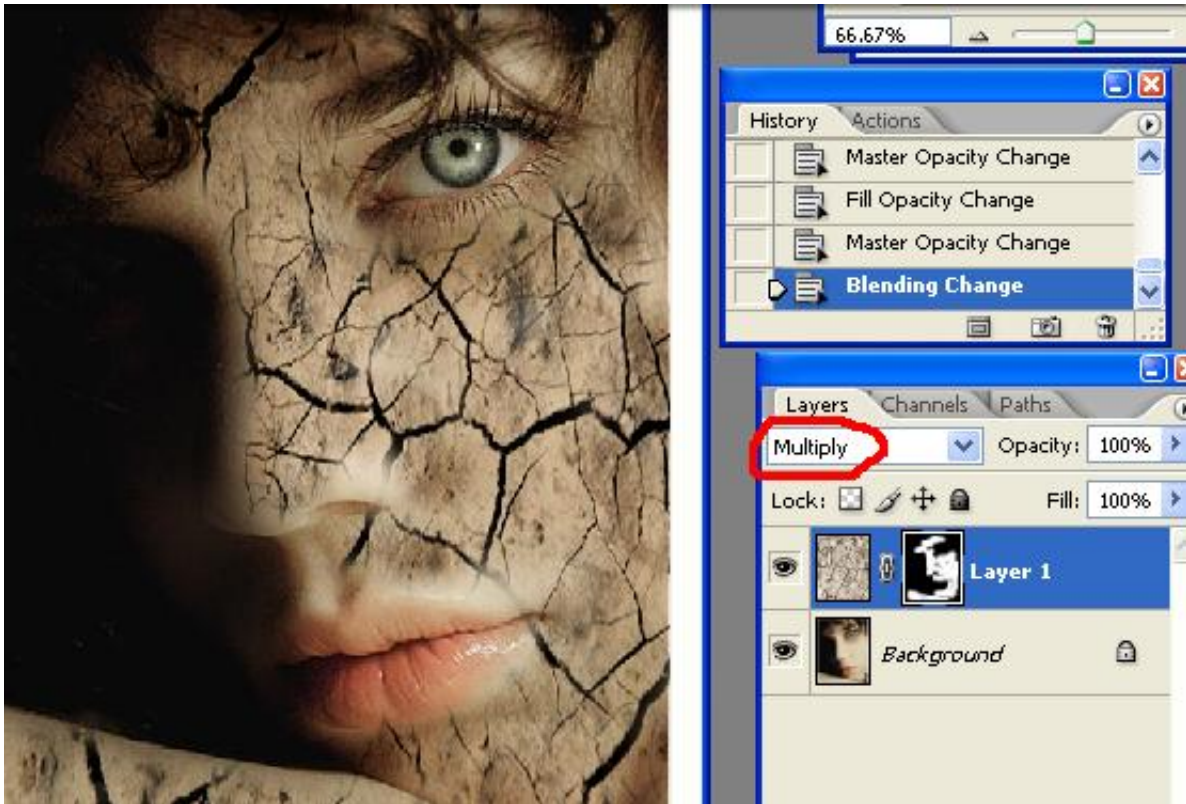 66.67%
History Actions
Master Opacity Change
Fill Opacity Change
Master Opacity Change
Blending Change
Layers Channels Paths
Multiply Opacity: 100%
Lock: Fill: 100%
Layer 1
Background